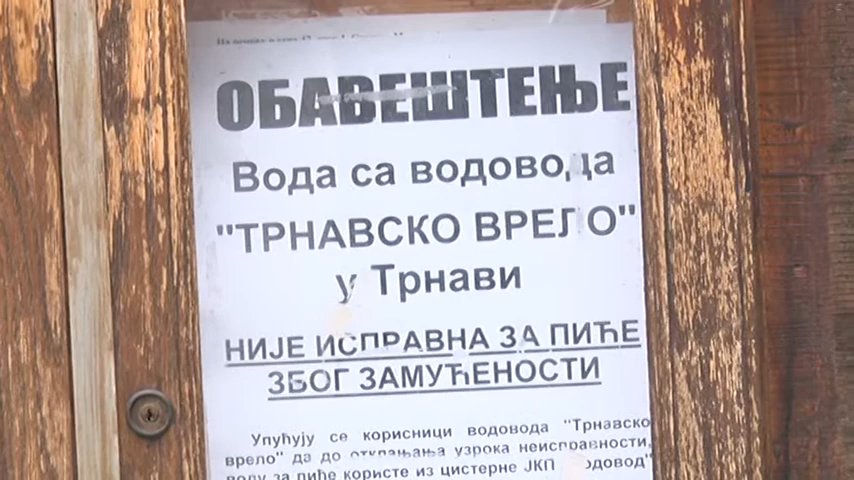 ОБАВЕШТЕЊЕ
Вода са водовода
"ТРНАВСКО ВРЕЛО"
у Трнави
НИЈЕ ИСПРАВНА ЗА ПИЋЕ
ЗБОГ ЗАМУЋЕНОСТИ
Упућују се корисници водовода "Трнавско
врело" да до отклањања узрока неисправности,
воду за пиће користе из цистерне ЈКП "Водовод"